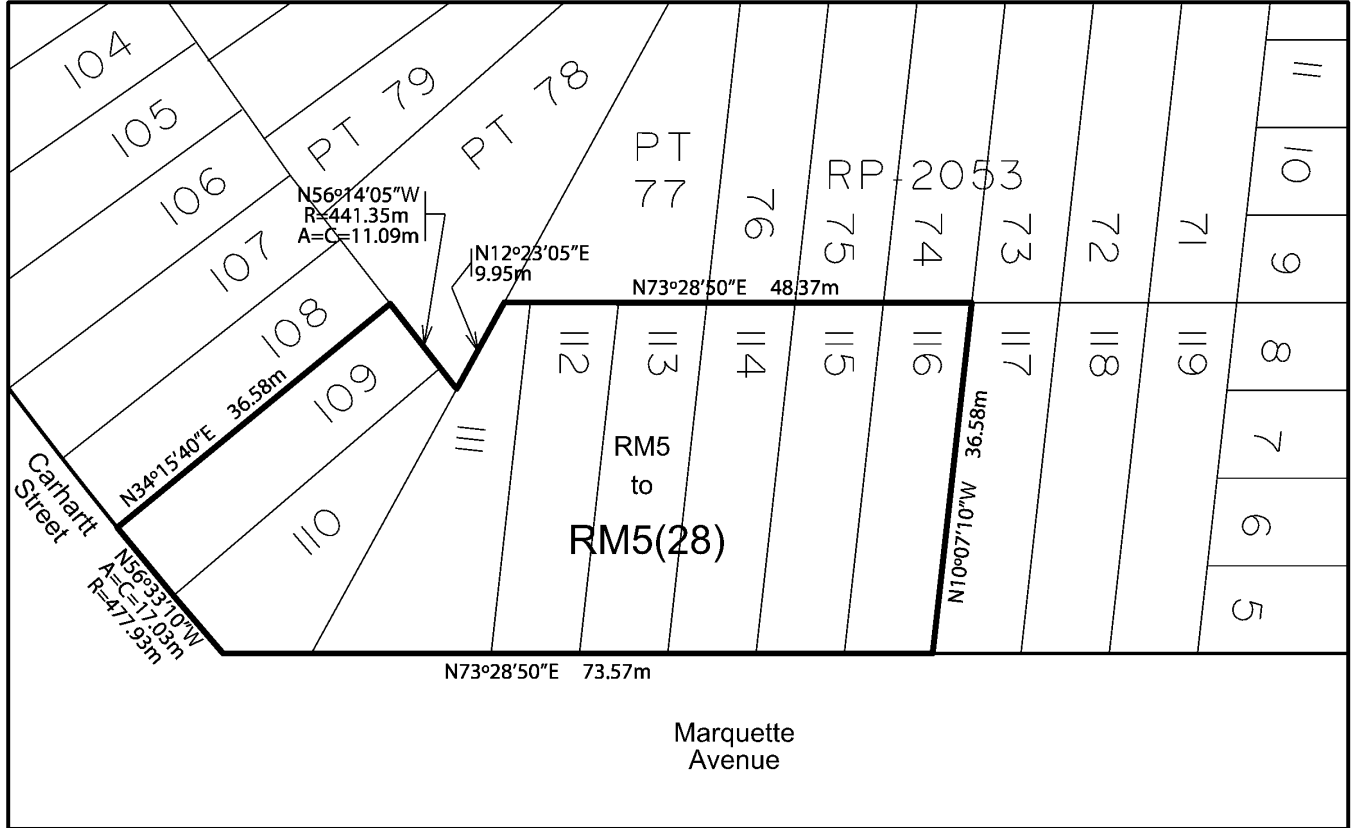 104
105
106
107
108
109
110
PT 79
PT 78
PT
77
76
RP-2053
75
74
73
72
71
11
10
9
8
7
6
5
N56°14'05"W
R=441.35m
A=C=11.09m
N12°23'05"E
9.95m
N73°28'50"E 48.37m
111
112
113
114
115
116
117
118
119
N34°15'40"E 36.58m
RM5
to
RM5(28)
N10°07'10"W 36.58m
Carhartt
Street
N56°33'10"W
A=C=17.03m
R=477.93m
N73°28'50"E 73.57m
Marquette
Avenue